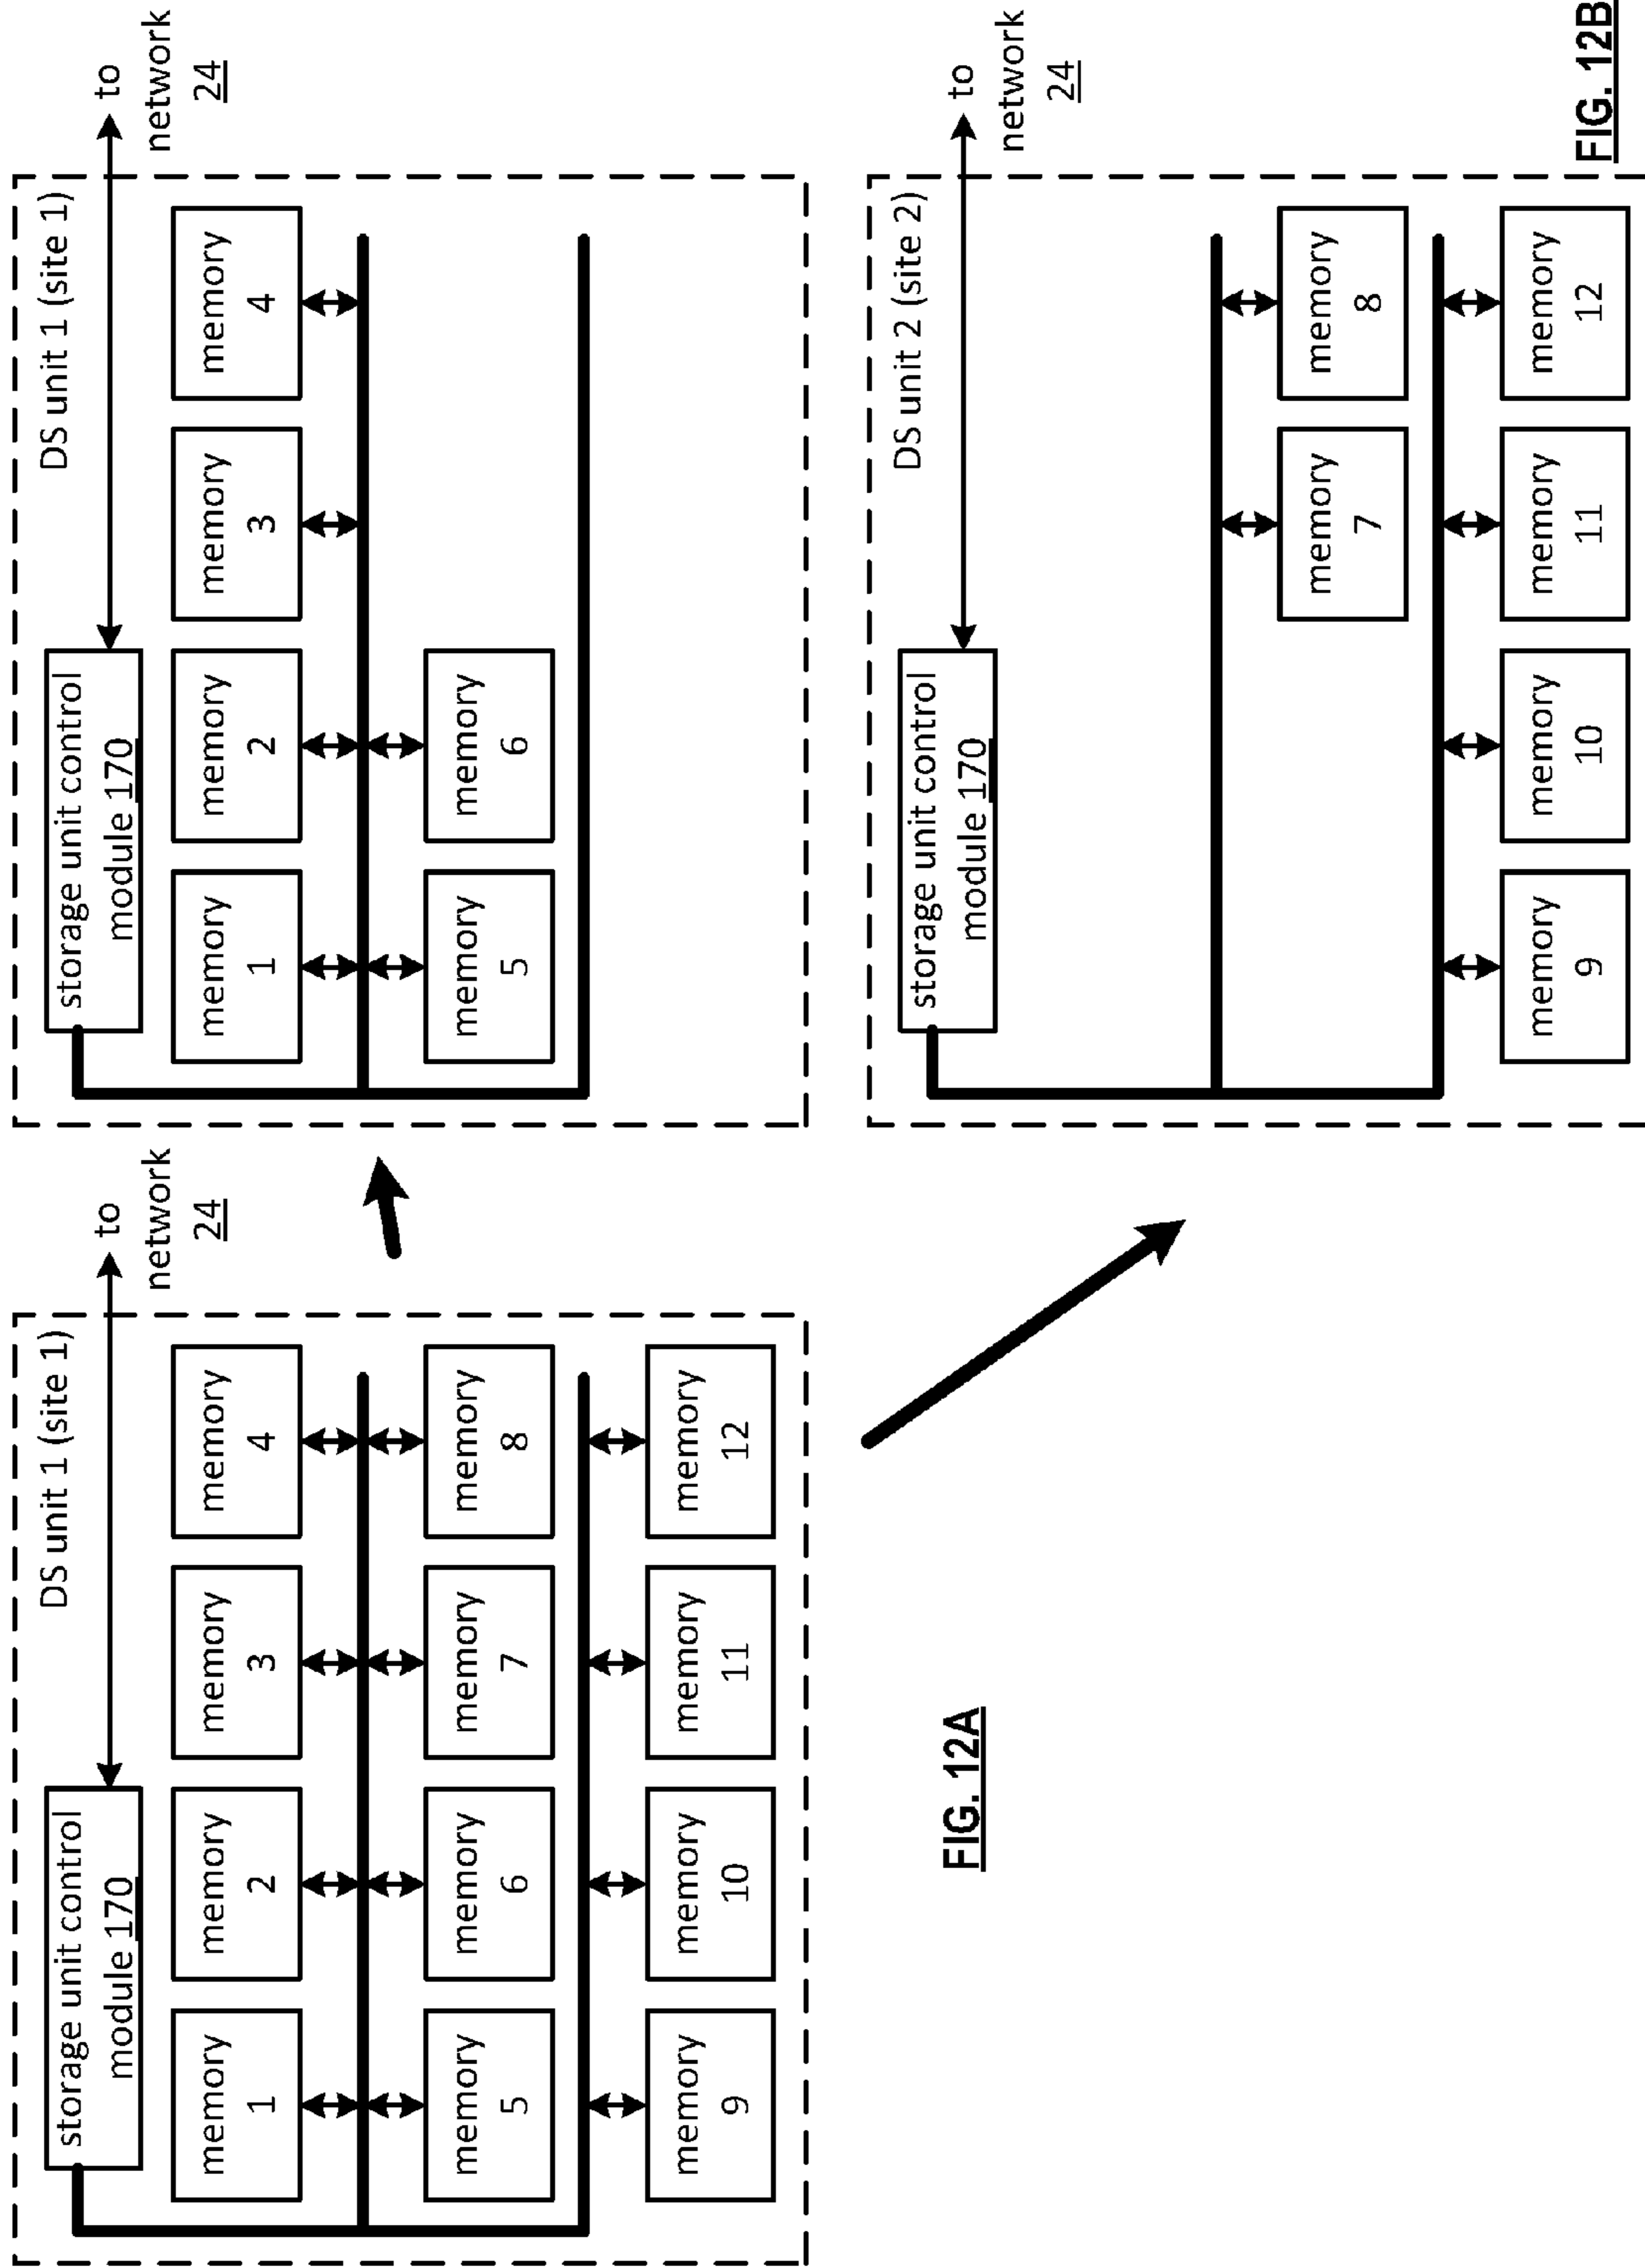 DS unit 1 (site 1)
storage unit control
module 170
to
network
24
memory
1
memory
2
memory
3
memory
4
memory
5
memory
6
memory
7
memory
8
memory
9
memory
10
memory
11
memory
12
FIG. 12A
DS unit 1 (site 1)
storage unit control
module 170
to
network
24
memory
1
memory
2
memory
3
memory
4
memory
5
memory
6
DS unit 2 (site 2)
storage unit control
module 170
to
network
24
memory
7
memory
8
memory
9
memory
10
memory
11
memory
12
FIG. 12B